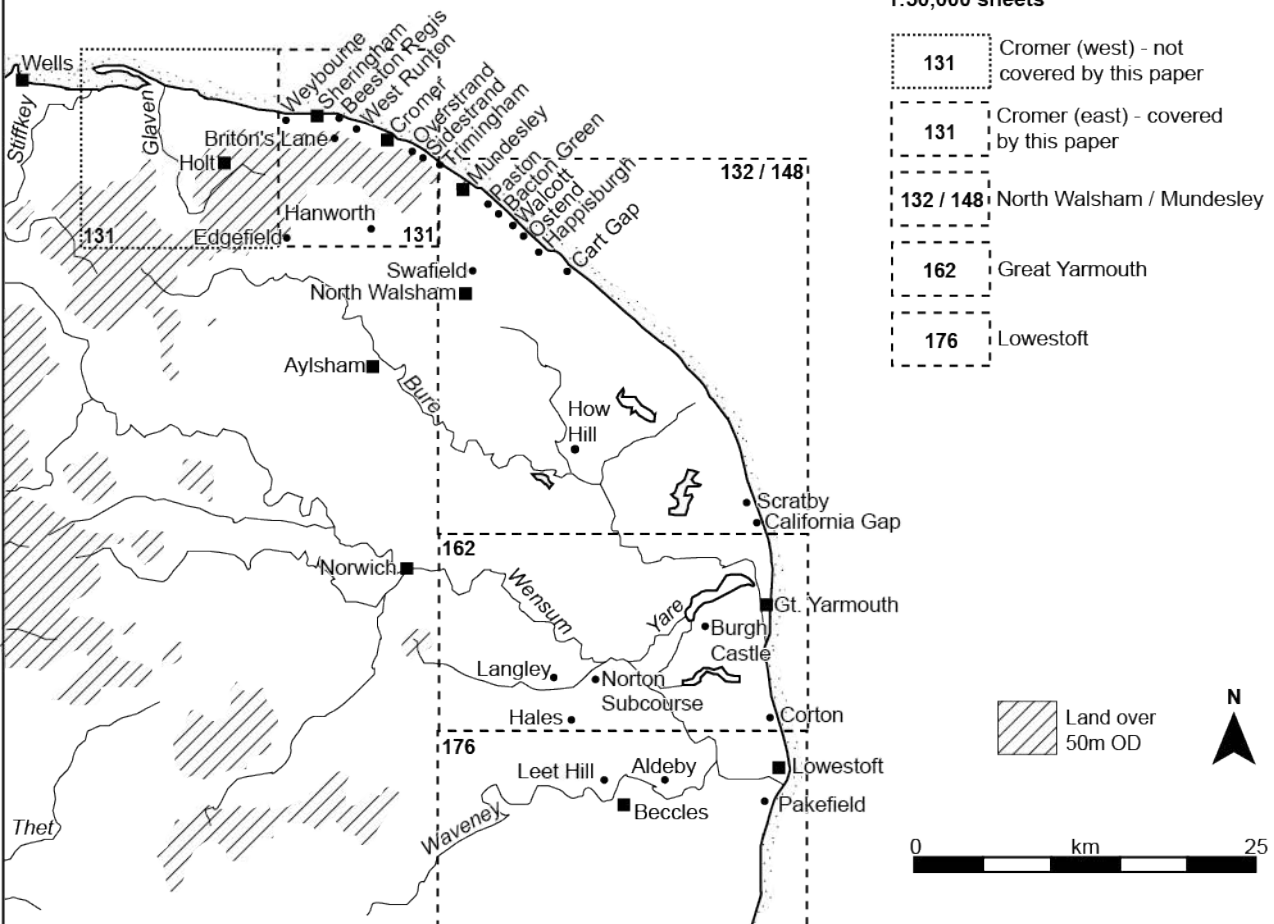 1:50,000 sheets
131
Cromer (west) - not
covered by this paper
131
Cromer (east) - covered
by this paper
132 / 148
North Walsham / Mundesley
162
Great Yarmouth
176
Lowestoft
Wells
Stiffkey
Glaven
Weybourne
Sheringham
Beeston Regis
West Runton
Cromer
Overstrand
Sidestrand
Trimingham
Mundesley
Paston
Bacton Green
Walcott
Ostend
Happisburgh
Cart Gap
Briton's Lane
Holt
Hanworth
Edgefield
131
131
132 / 148
Swafield
North Walsham
Aylsham
Bure
How
Hill
Scratby
California Gap
162
Norwich
Wensum
Yare
Gt. Yarmouth
Burgh
Castle
Langley
Norton
Subcourse
Hales
Corton
176
Leet Hill
Aldeby
Lowestoft
Beccles
Pakefield
Waveney
Thet
Land over
50m OD
N
0
km
25